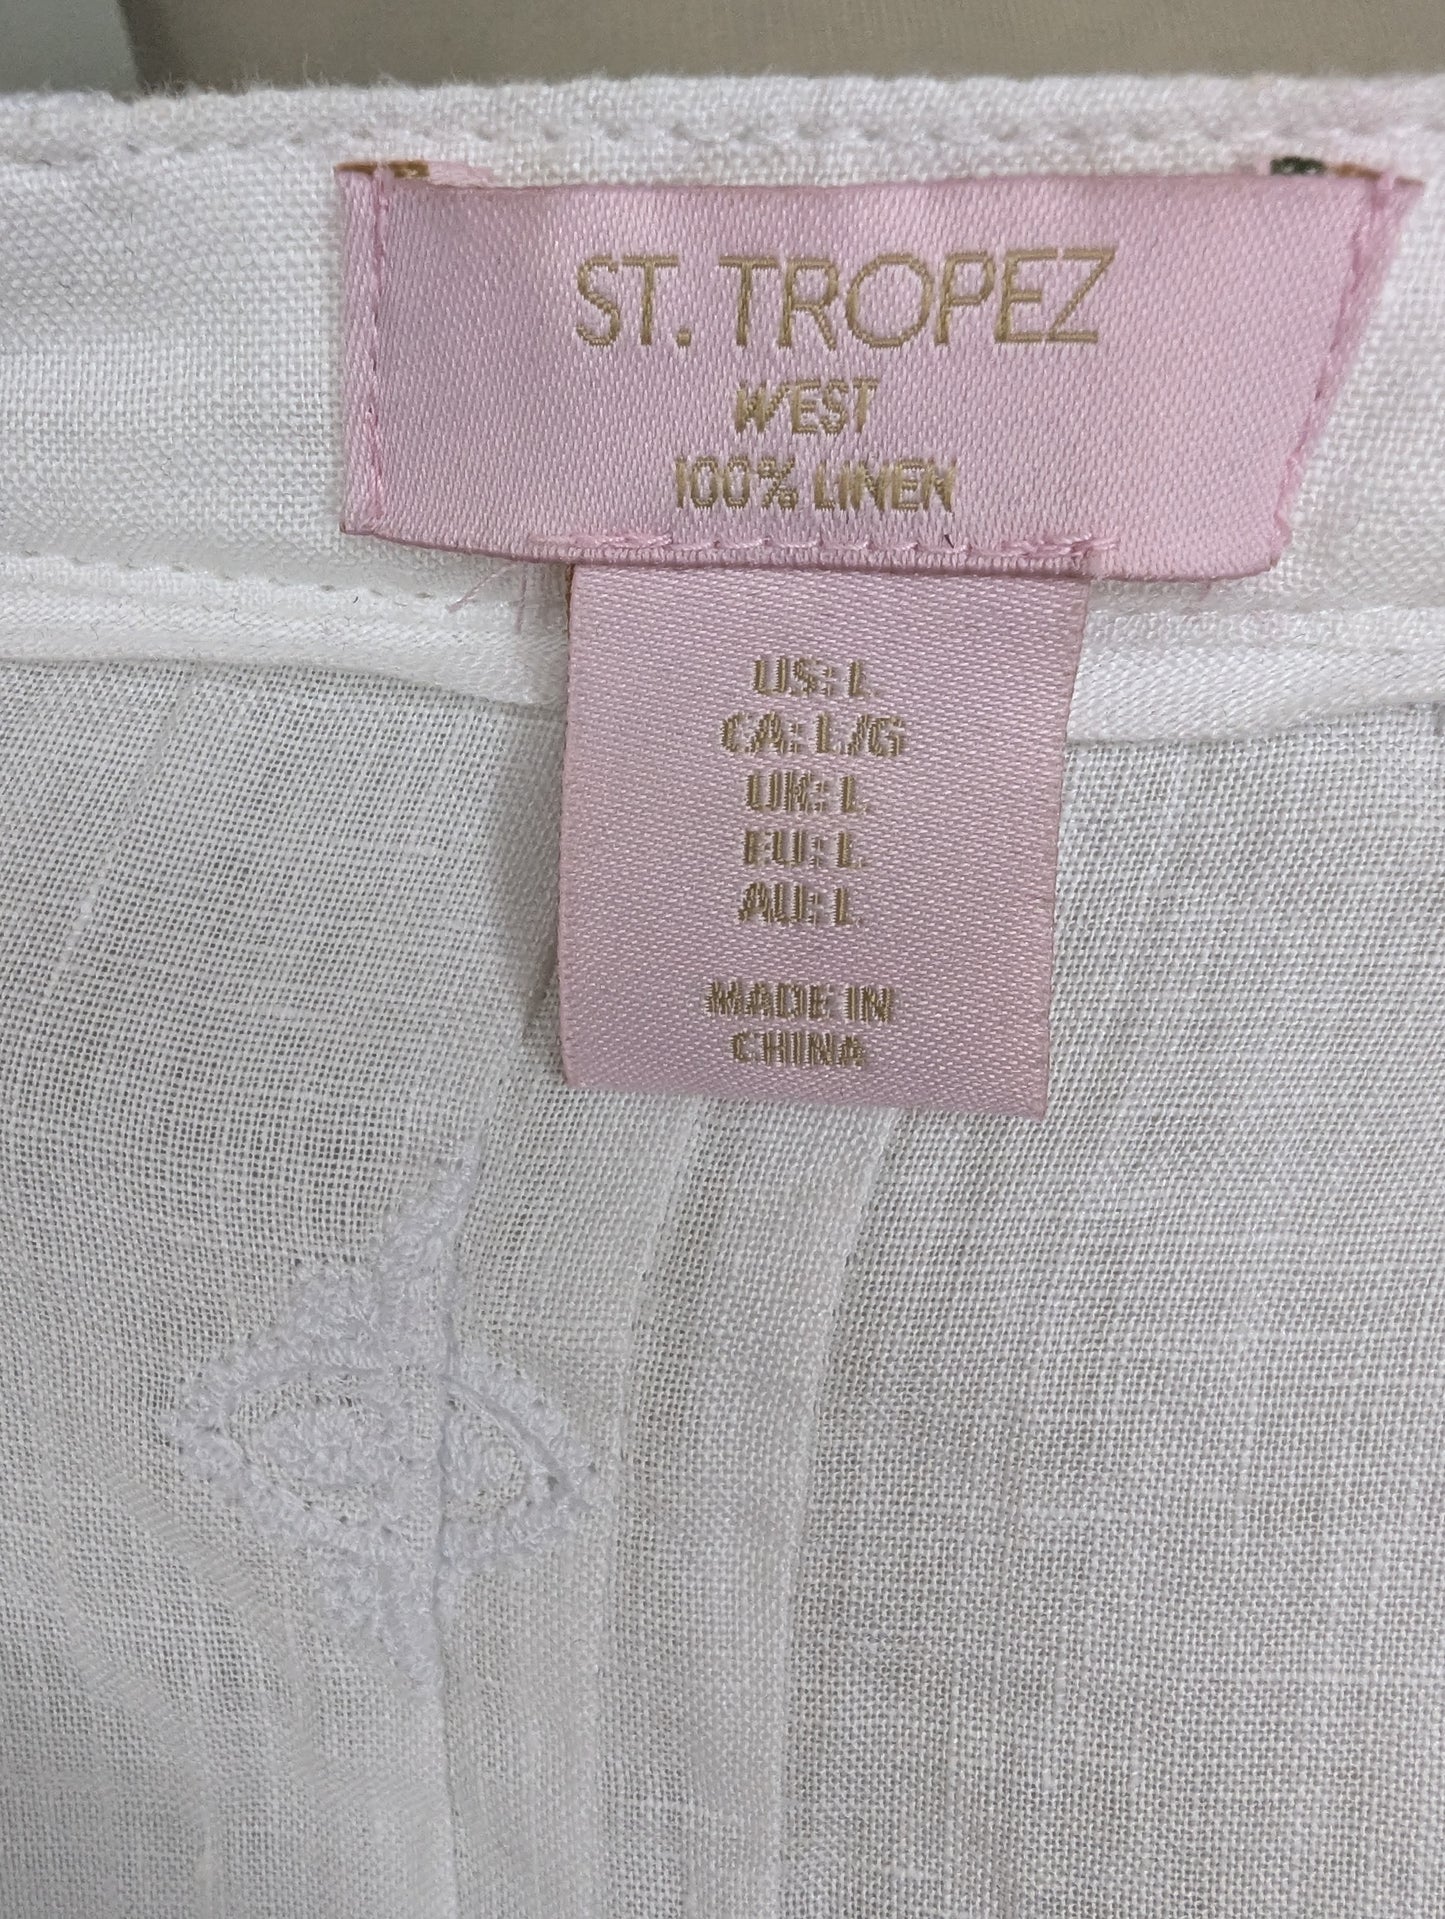 ST. TROPEZ
WEST
100% LINEN
US: L
CA: L/G
UK: L
EU: L
AU: L
MADE IN
CHINA